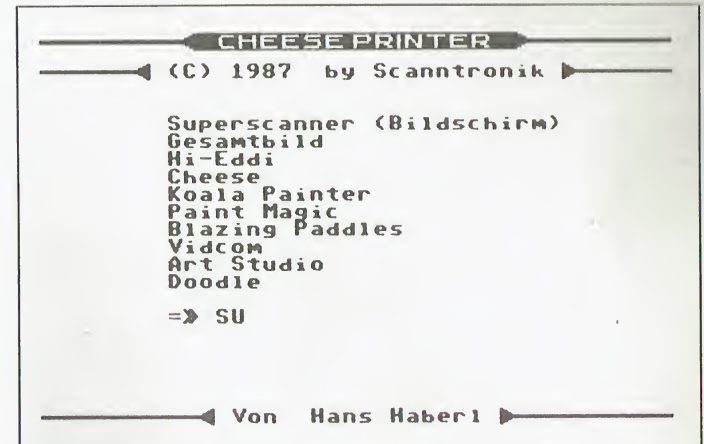 CHEESE PRINTER
(C) 1987 by Scanntronik
Superscanner (Bildschirm)
Gesamtbild
Hi-Eddi
Cheese
Koala Painter
Paint Magic
Blazing Paddles
Vidcom
Art Studio
Doodle
=» SU
Von Hans Haberl